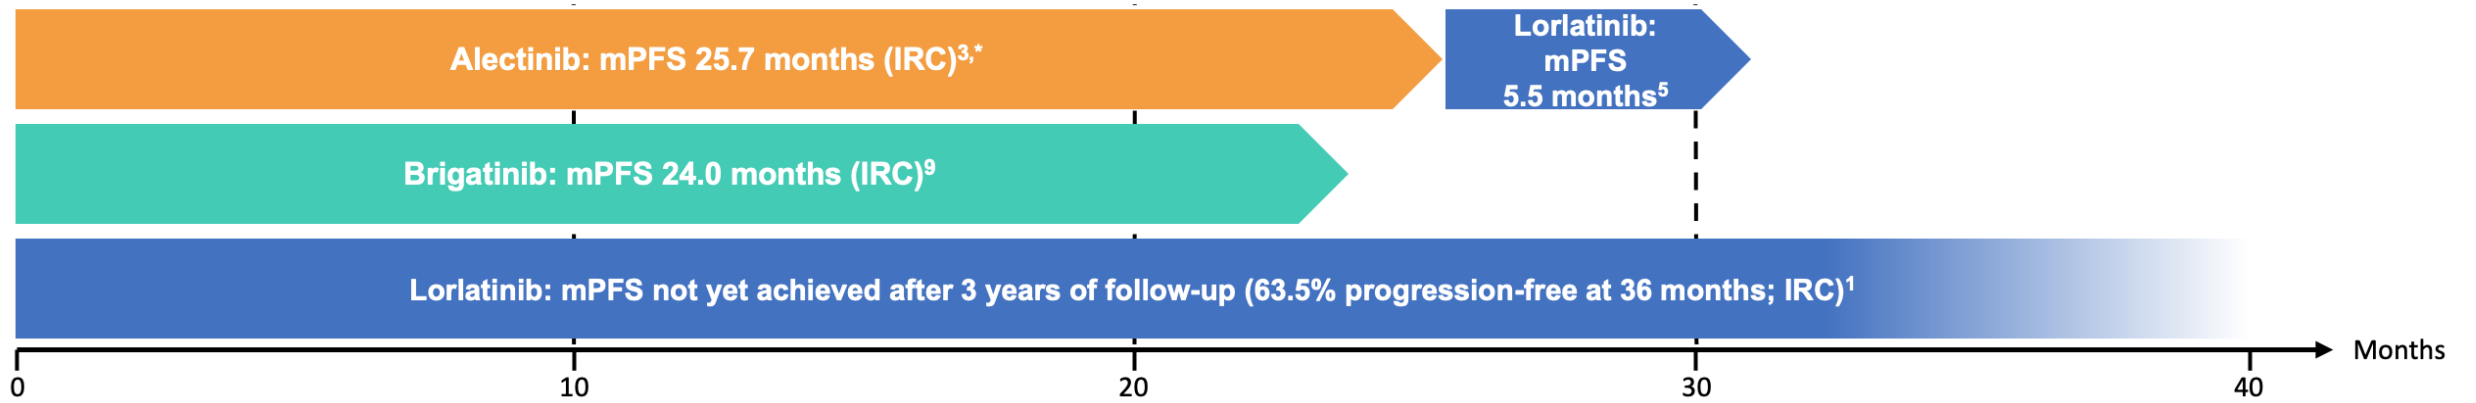 Alectinib: mPFS 25.7 months (IRC)3,*
Lorlatinib:
mPFS
5.5 months5
Brigatinib: mPFS 24.0 months (IRC)9
Lorlatinib: mPFS not yet achieved after 3 years of follow-up (63.5% progression-free at 36 months; IRC)1
Months
0 10 20 30 40